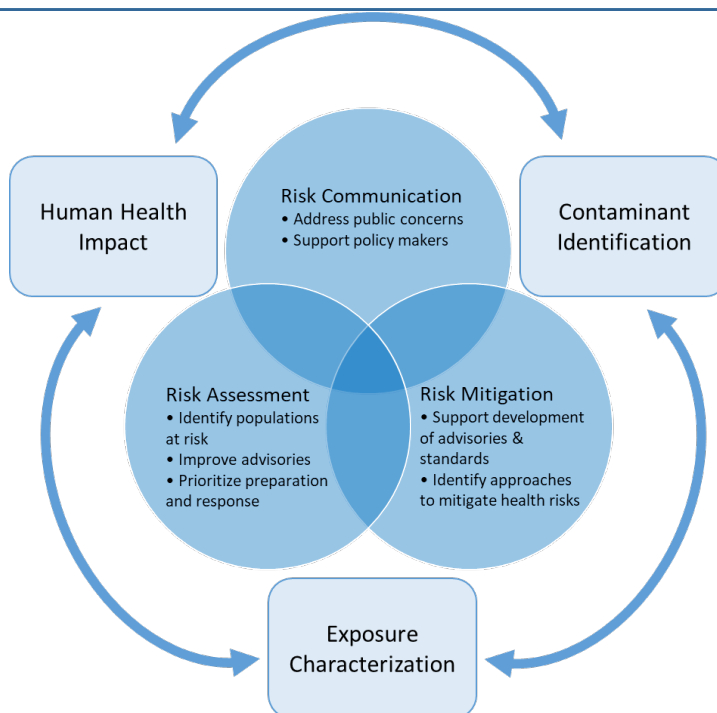 Human Health
Impact
Contaminant
Identification
Risk Communication
• Address public concerns
• Support policy makers
Risk Assessment
• Identify populations
at risk
• Improve advisories
• Prioritize preparation
and response
Risk Mitigation
• Support development
of advisories &
standards
• Identify approaches
to mitigate health risks
Exposure
Characterization